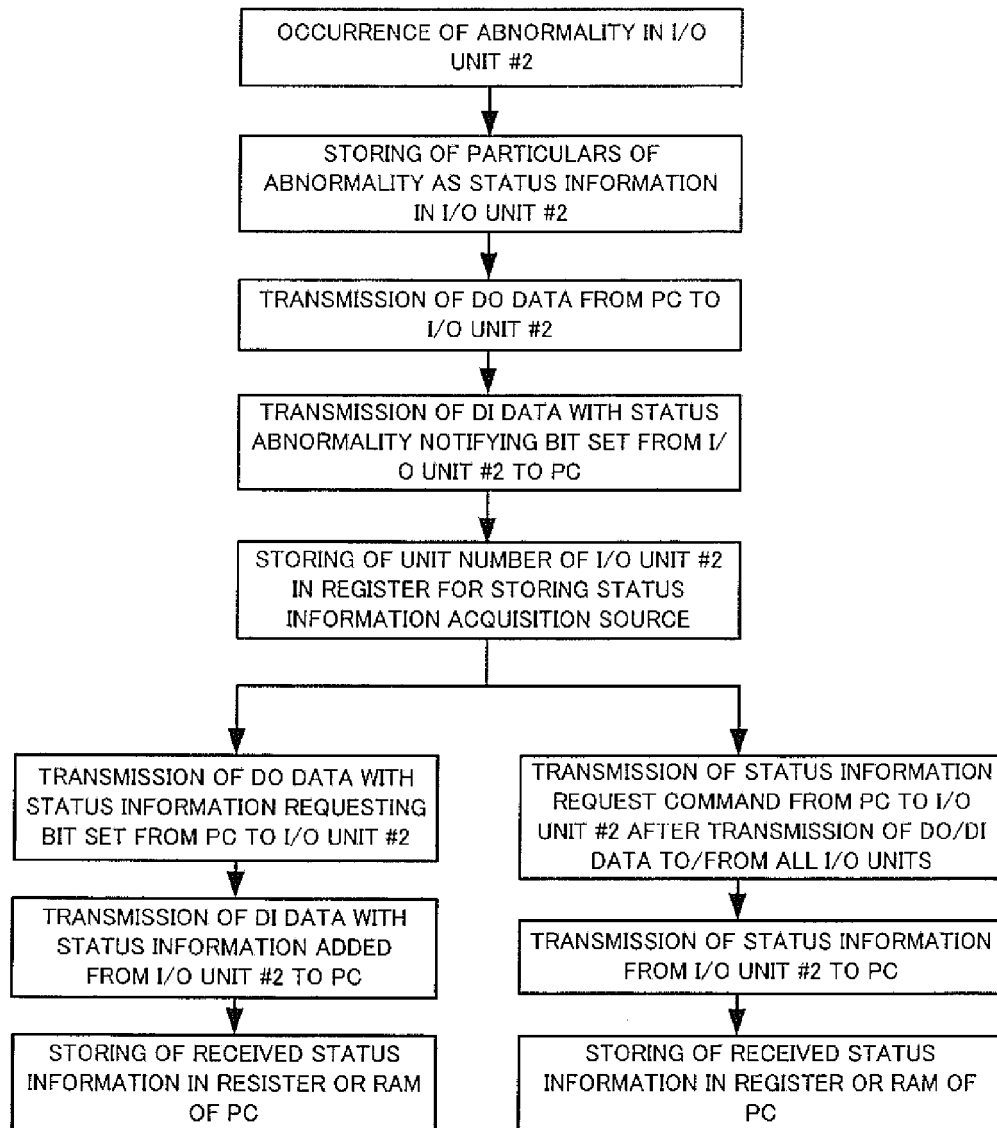 OCCURRENCE OF ABNORMALITY IN I/O
UNIT #2
STORING OF PARTICULARS OF
ABNORMALITY AS STATUS INFORMATION
IN I/O UNIT #2
TRANSMISSION OF DO DATA FROM PC TO
I/O UNIT #2
TRANSMISSION OF DI DATA WITH STATUS
ABNORMALITY NOTIFYING BIT SET FROM I/
O UNIT #2 TO PC
STORING OF UNIT NUMBER OF I/O UNIT #2
IN REGISTER FOR STORING STATUS
INFORMATION ACQUISITION SOURCE
TRANSMISSION OF DO DATA WITH
STATUS INFORMATION REQUESTING
BIT SET FROM PC TO I/O UNIT #2
TRANSMISSION OF DI DATA WITH
STATUS INFORMATION ADDED
FROM I/O UNIT #2 TO PC
STORING OF RECEIVED STATUS
INFORMATION IN RESISTER OR RAM
OF PC
TRANSMISSION OF STATUS INFORMATION
REQUEST COMMAND FROM PC TO I/O
UNIT #2 AFTER TRANSMISSION OF DO/DI
DATA TO/FROM ALL I/O UNITS
TRANSMISSION OF STATUS INFORMATION
FROM I/O UNIT #2 TO PC
STORING OF RECEIVED STATUS
INFORMATION IN REGISTER OR RAM OF
PC